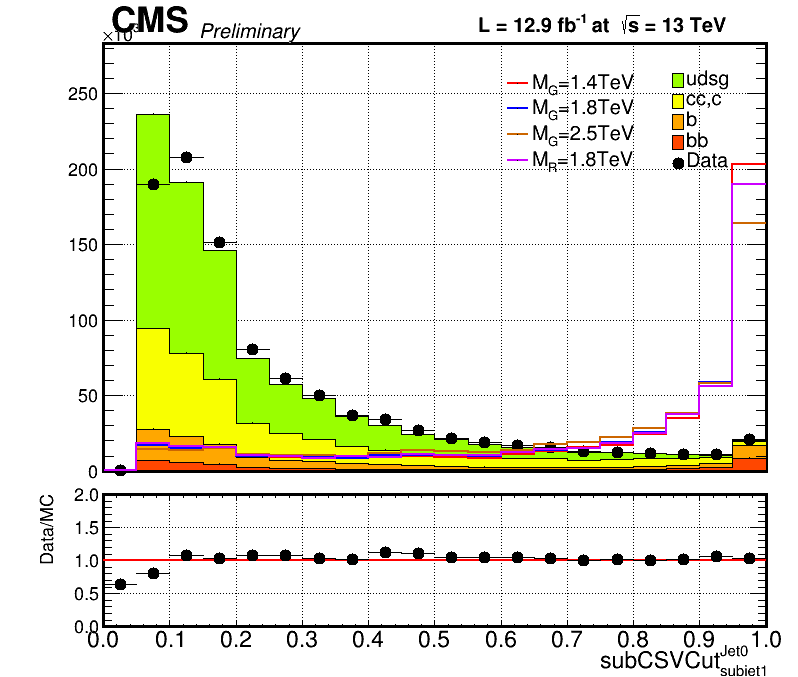 CMS Preliminary L = 12.9 fb⁻¹ at √s = 13 TeV
×10³
M_G=1.4TeV
M_G=1.8TeV
M_G=2.5TeV
M_R=1.8TeV
udsg
cc,c
b
bb
Data
250
200
150
100
50
0
Data/MC
2.0
1.5
1.0
0.5
0.0
0.0 0.1 0.2 0.3 0.4 0.5 0.6 0.7 0.8 0.9 1.0
subCSVCut^Jet0_subjet1